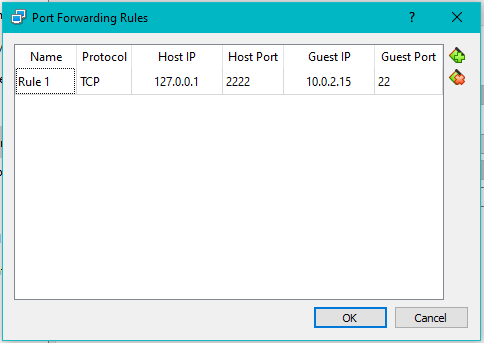 Port Forwarding Rules ? ×
Name Protocol Host IP Host Port Guest IP Guest Port
Rule 1 TCP 127.0.0.1 2222 10.0.2.15 22
OK Cancel